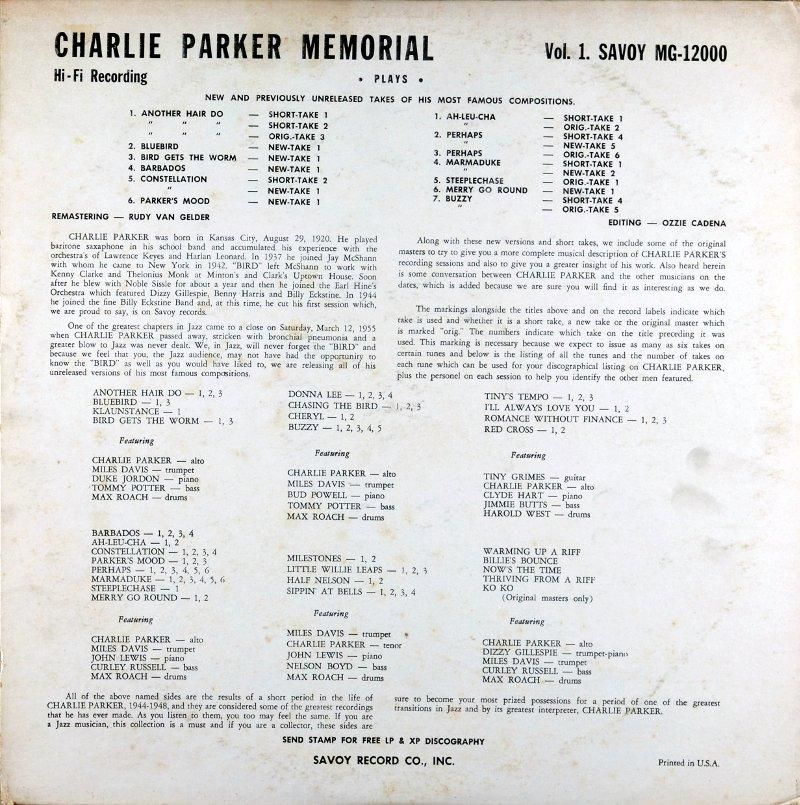 CHARLIE PARKER MEMORIAL
Vol. 1. SAVOY MG-12000
Hi-Fi Recording
• PLAYS •
NEW AND PREVIOUSLY UNRELEASED TAKES OF HIS MOST FAMOUS COMPOSITIONS.
1. ANOTHER HAIR DO — SHORT-TAKE 1
" " " — SHORT-TAKE 2
" " " — ORIG.-TAKE 3
2. BLUEBIRD — NEW-TAKE 1
3. BIRD GETS THE WORM — NEW-TAKE 1
4. BARBADOS — NEW-TAKE 1
5. CONSTELLATION — SHORT-TAKE 2
" — NEW-TAKE 1
6. PARKER'S MOOD — NEW-TAKE 1
REMASTERING — RUDY VAN GELDER
1. AH-LEU-CHA — SHORT-TAKE 1
" — ORIG.-TAKE 2
2. PERHAPS — SHORT-TAKE 4
" — NEW-TAKE 5
3. PERHAPS — ORIG.-TAKE 6
4. MARMADUKE — SHORT-TAKE 1
" — NEW-TAKE 2
5. STEEPLECHASE — ORIG.-TAKE 1
6. MERRY GO ROUND — NEW-TAKE 1
7. BUZZY — SHORT-TAKE 4
" — ORIG.-TAKE 5
EDITING — OZZIE CADENA
CHARLIE PARKER was born in Kansas City, August 29, 1920. He played
baritone saxaphone in his school band and accumulated his experience with the
orchestra's of Lawrence Keyes and Harlan Leonard. In 1937 he joined Jay McShann
with whom he came to New York in 1942. "BIRD" left McShann to work with
Kenny Clarke and Thelonius Monk at Minton's and Clark's Uptown House. Soon
after he blew with Noble Sissle for about a year and then he joined the Earl Hine's
Orchestra which featured Dizzy Gillespie, Benny Harris and Billy Eckstine. In 1944
he joined the fine Billy Eckstine Band and, at this time, he cut his first session which,
we are proud to say, is on Savoy records.
One of the greatest chapters in Jazz came to a close on Saturday, March 12, 1955
when CHARLIE PARKER passed away, stricken with bronchial pneumonia and a
greater blow to Jazz was never dealt. We, in Jazz, will never forget the "BIRD" and
because we feel that you, the Jazz audience, may not have had the opportunity to
know the "BIRD" as well as you would have liked to, we are releasing all of his
unreleased versions of his most famous compositions.
Along with these new versions and short takes, we include some of the original
masters to try to give you a more complete musical description of CHARLIE PARKER'S
recording sessions and also to give you a greater insight of his work. Also heard herein
is some conversation between CHARLIE PARKER and the other musicians on the
dates, which is added because we are sure you will find it as interesting as we do.
The markings alongside the titles above and on the record labels indicate which
take is used and whether it is a short take, a new take or the original master which
is marked "orig." The numbers indicate which take on the title preceding it was
used. This marking is necessary because we expect to issue as many as six takes on
certain tunes and below is the listing of all the tunes and the number of takes on
each tune which can be used for your discographical listing on CHARLIE PARKER,
plus the personel on each session to help you identify the other men featured.
ANOTHER HAIR DO — 1, 2, 3
BLUEBIRD — 1, 3
KLAUNSTANCE — 1
BIRD GETS THE WORM — 1, 3
Featuring
CHARLIE PARKER — alto
MILES DAVIS — trumpet
DUKE JORDON — piano
TOMMY POTTER — bass
MAX ROACH — drums
DONNA LEE — 1, 2, 3, 4
CHASING THE BIRD — 1, 2, 3
CHERYL — 1, 2
BUZZY — 1, 2, 3, 4, 5
Featuring
CHARLIE PARKER — alto
MILES DAVIS — trumpet
BUD POWELL — piano
TOMMY POTTER — bass
MAX ROACH — drums
TINY'S TEMPO — 1, 2, 3
I'LL ALWAYS LOVE YOU — 1, 2
ROMANCE WITHOUT FINANCE — 1, 2, 3
RED CROSS — 1, 2
Featuring
TINY GRIMES — guitar
CHARLIE PARKER — alto
CLYDE HART — piano
JIMMIE BUTTS — bass
HAROLD WEST — drums
BARBADOS — 1, 2, 3, 4
AH-LEU-CHA — 1, 2
CONSTELLATION — 1, 2, 3, 4
PARKER'S MOOD — 1, 2, 3
PERHAPS — 1, 2, 3, 4, 5, 6
MARMADUKE — 1, 2, 3, 4, 5, 6
STEEPLECHASE — 1
MERRY GO ROUND — 1, 2
Featuring
CHARLIE PARKER — alto
MILES DAVIS — trumpet
JOHN LEWIS — piano
CURLEY RUSSELL — bass
MAX ROACH — drums
MILESTONES — 1, 2
LITTLE WILLIE LEAPS — 1, 2, 3
HALF NELSON — 1, 2
SIPPIN' AT BELLS — 1, 2, 3, 4
Featuring
MILES DAVIS — trumpet
CHARLIE PARKER — tenor
JOHN LEWIS — piano
NELSON BOYD — bass
MAX ROACH — drums
WARMING UP A RIFF
BILLIE'S BOUNCE
NOW'S THE TIME
THRIVING FROM A RIFF
KO KO
(Original masters only)
Featuring
CHARLIE PARKER — alto
DIZZY GILLESPIE — trumpet-piano
MILES DAVIS — trumpet
CURLEY RUSSELL — bass
MAX ROACH — drums
All of the above named sides are the results of a short period in the life of
CHARLIE PARKER, 1944-1948, and they are considered some of the greatest recordings
that he has ever made. As you listen to them, you too may feel the same. If you are
a Jazz musician, this collection is a must and if you are a collector, these sides are
sure to become your most prized possessions for a period of one of the greatest
transitions in Jazz and by its greatest interpreter, CHARLIE PARKER.
SEND STAMP FOR FREE LP & XP DISCOGRAPHY
SAVOY RECORD CO., INC.
Printed in U.S.A.